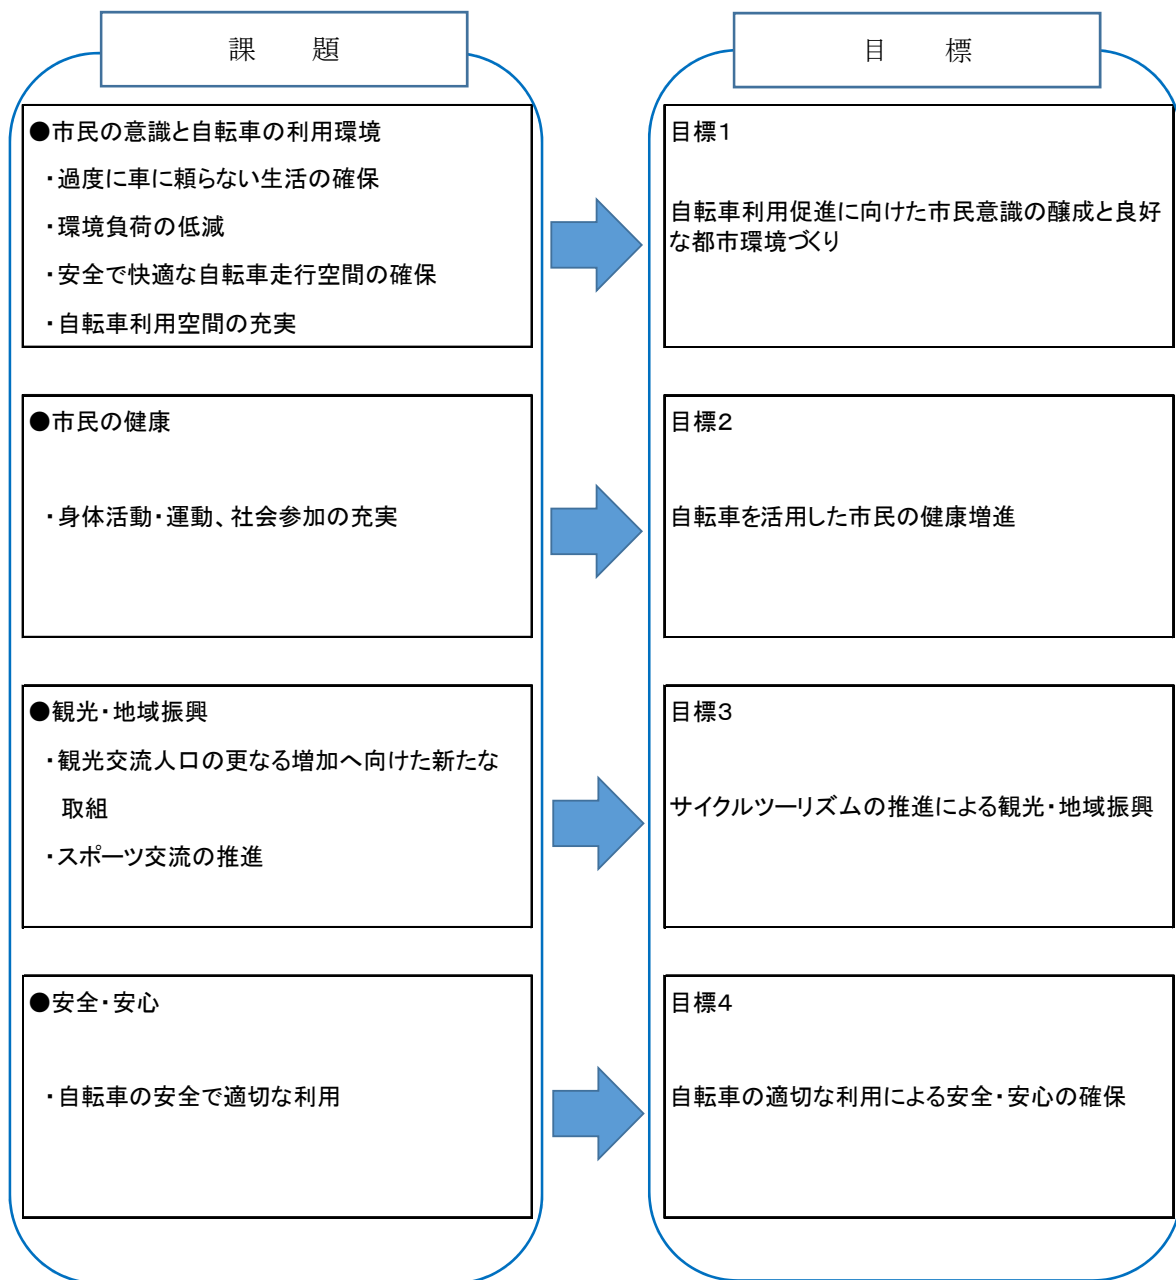 課　題
目　標
●市民の意識と自転車の利用環境
・過度に車に頼らない生活の確保
・環境負荷の低減
・安全で快適な自転車走行空間の確保
・自転車利用空間の充実
目標１
自転車利用促進に向けた市民意識の醸成と良好
な都市環境づくり
●市民の健康
・身体活動・運動、社会参加の充実
目標２
自転車を活用した市民の健康増進
●観光・地域振興
・観光交流人口の更なる増加へ向けた新たな
取組
・スポーツ交流の推進
目標３
サイクルツーリズムの推進による観光・地域振興
●安全・安心
・自転車の安全で適切な利用
目標４
自転車の適切な利用による安全・安心の確保